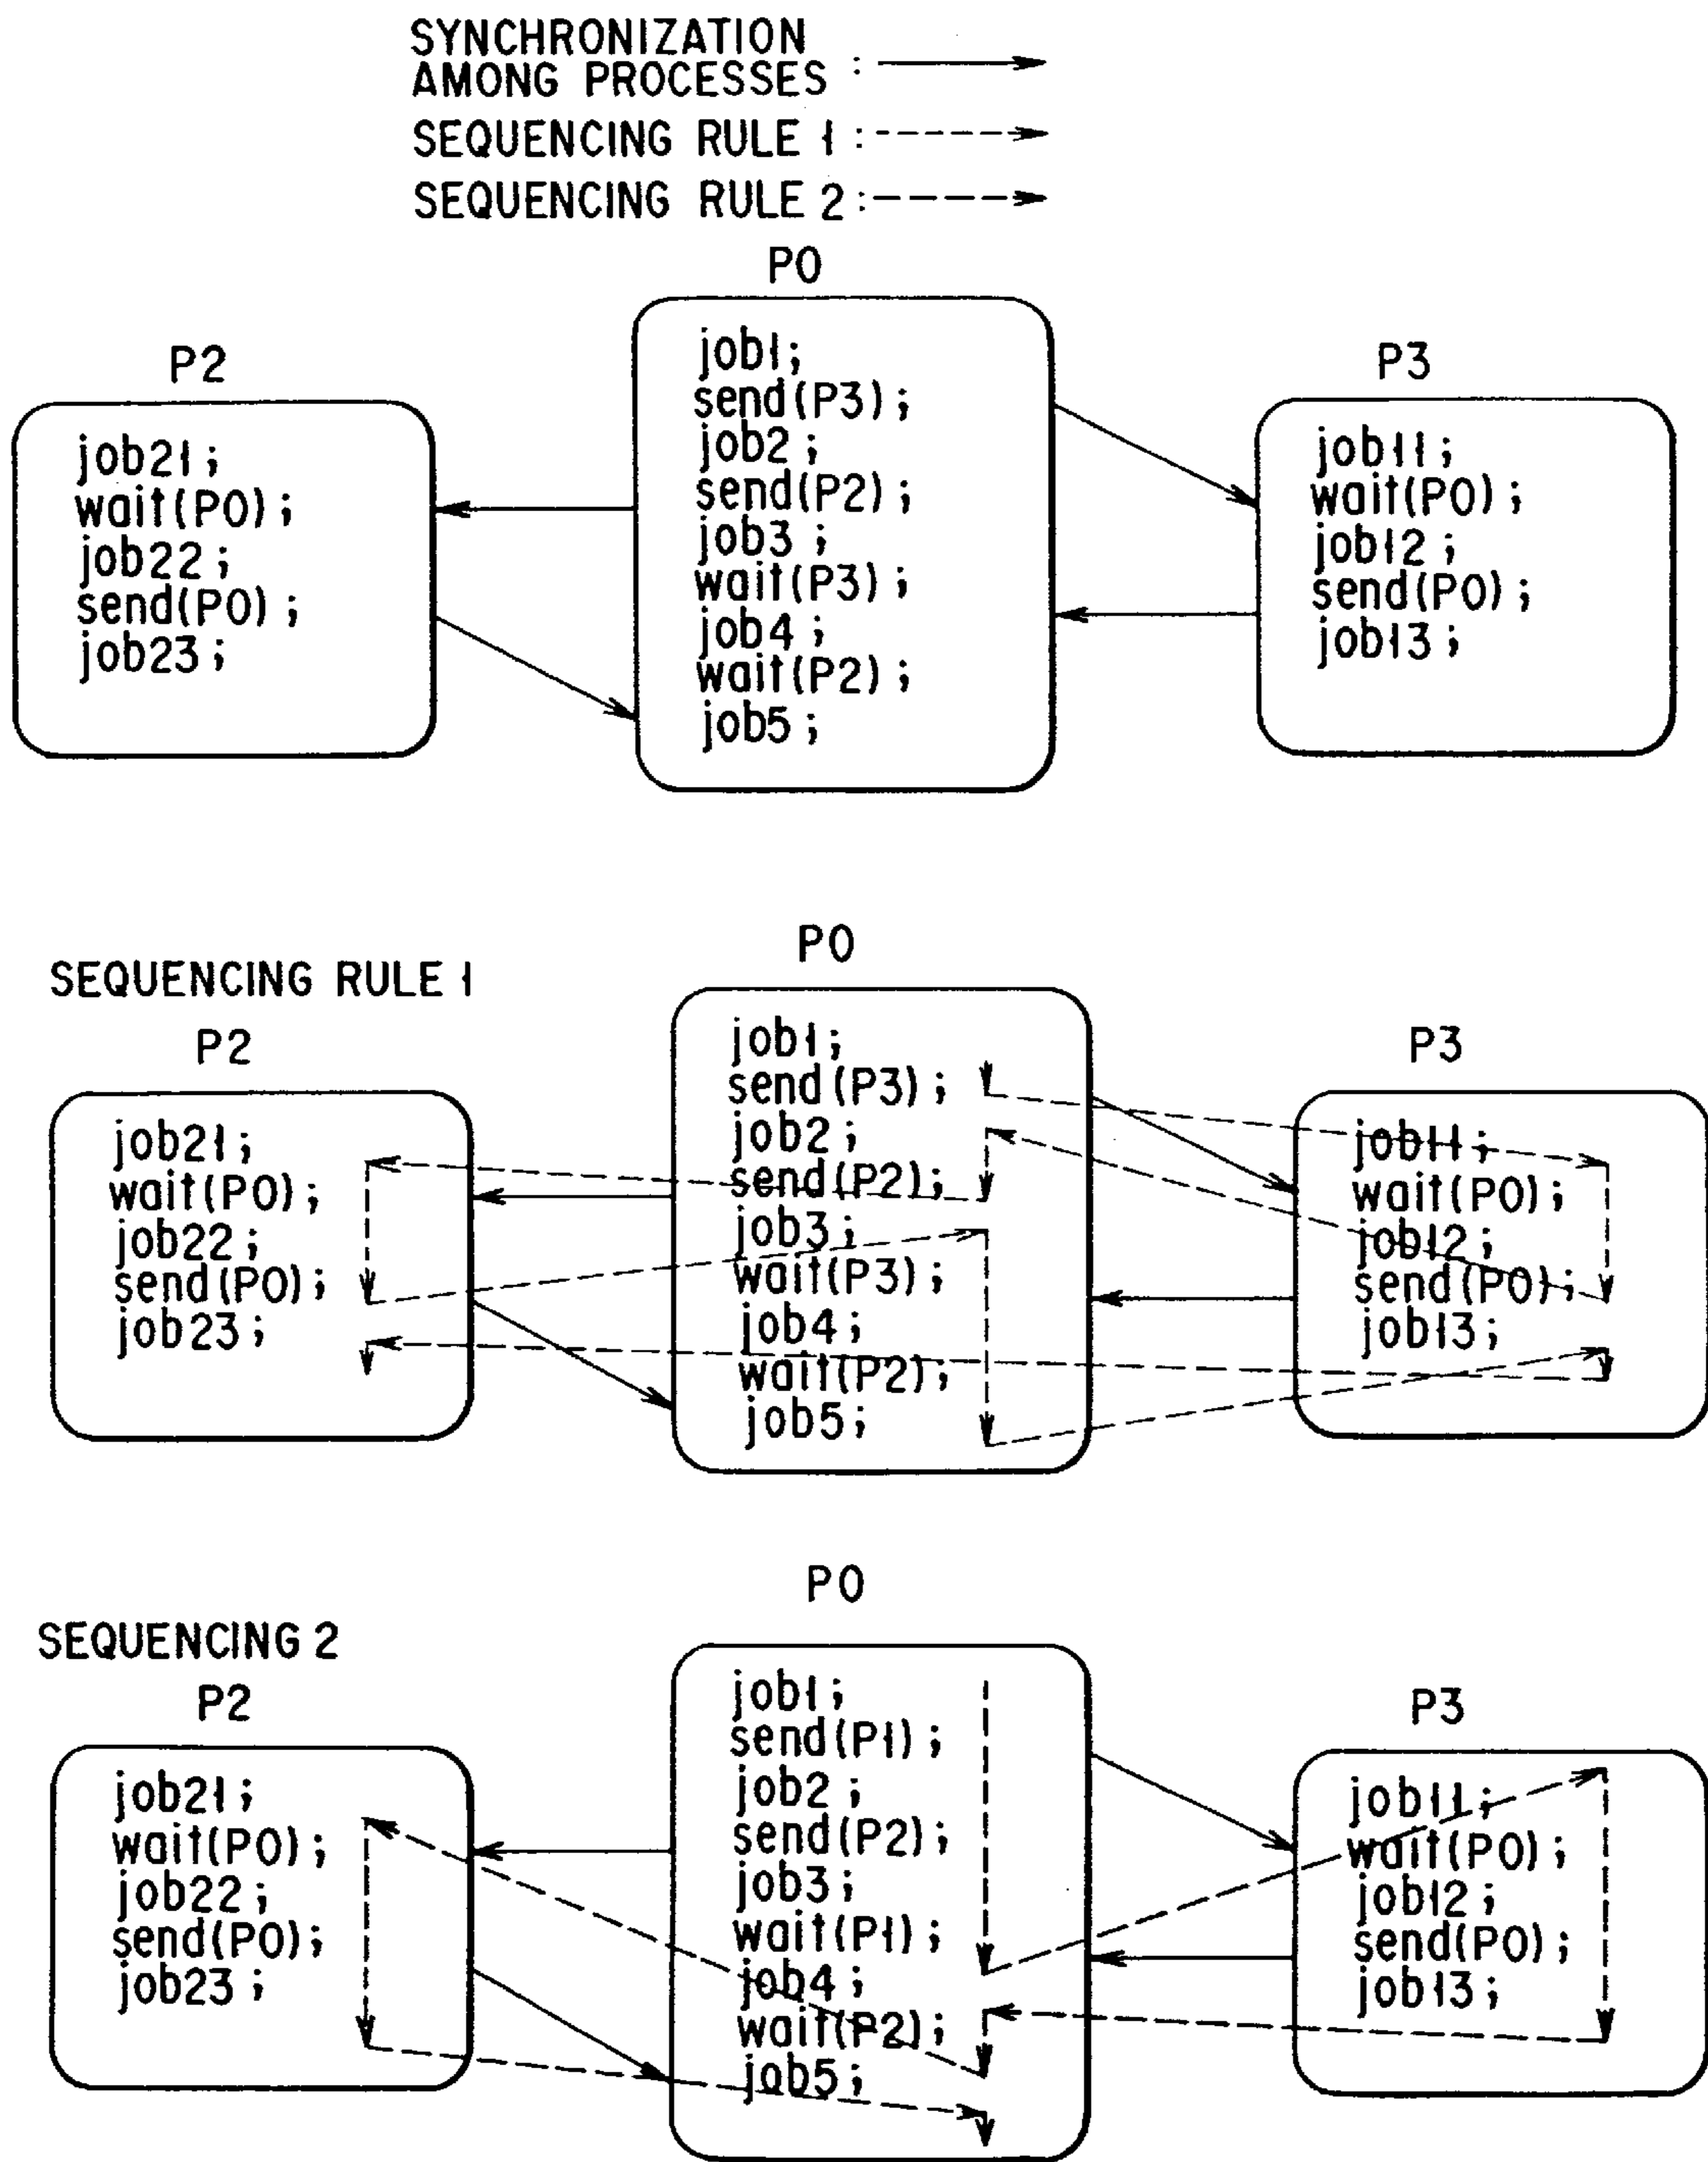 SYNCHRONIZATION
AMONG PROCESSES :
SEQUENCING RULE 1 :
SEQUENCING RULE 2 :
P0
job1;
send(P3);
job2;
send(P2);
job3;
wait(P3);
job4;
wait(P2);
job5;
P2
job21;
wait(P0);
job22;
send(P0);
job23;
P3
job11;
wait(P0);
job12;
send(P0);
job13;
SEQUENCING RULE 1
P2
job21;
wait(P0);
job22;
send(P0);
job23;
P0
job1;
send(P3);
job2;
send(P2);
job3;
wait(P3);
job4;
wait(P2);
job5;
P3
job11;
wait(P0);
job12;
send(P0);
job13;
SEQUENCING 2
P2
job21;
wait(P0);
job22;
send(P0);
job23;
P0
job1;
send(P1);
job2;
send(P2);
job3;
wait(P1);
job4;
wait(P2);
job5;
P3
job11;
wait(P0);
job12;
send(P0);
job13;